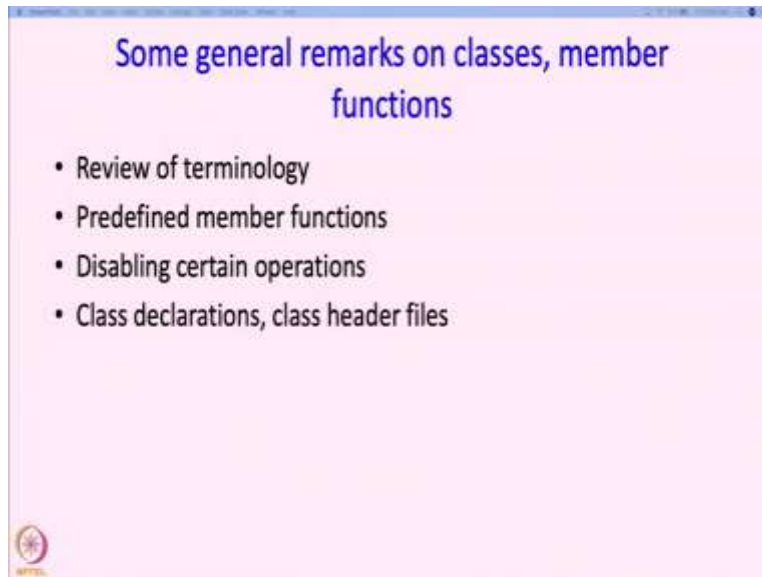 Some general remarks on classes, member
functions
• Review of terminology
• Predefined member functions
• Disabling certain operations
• Class declarations, class header files
NPTEL